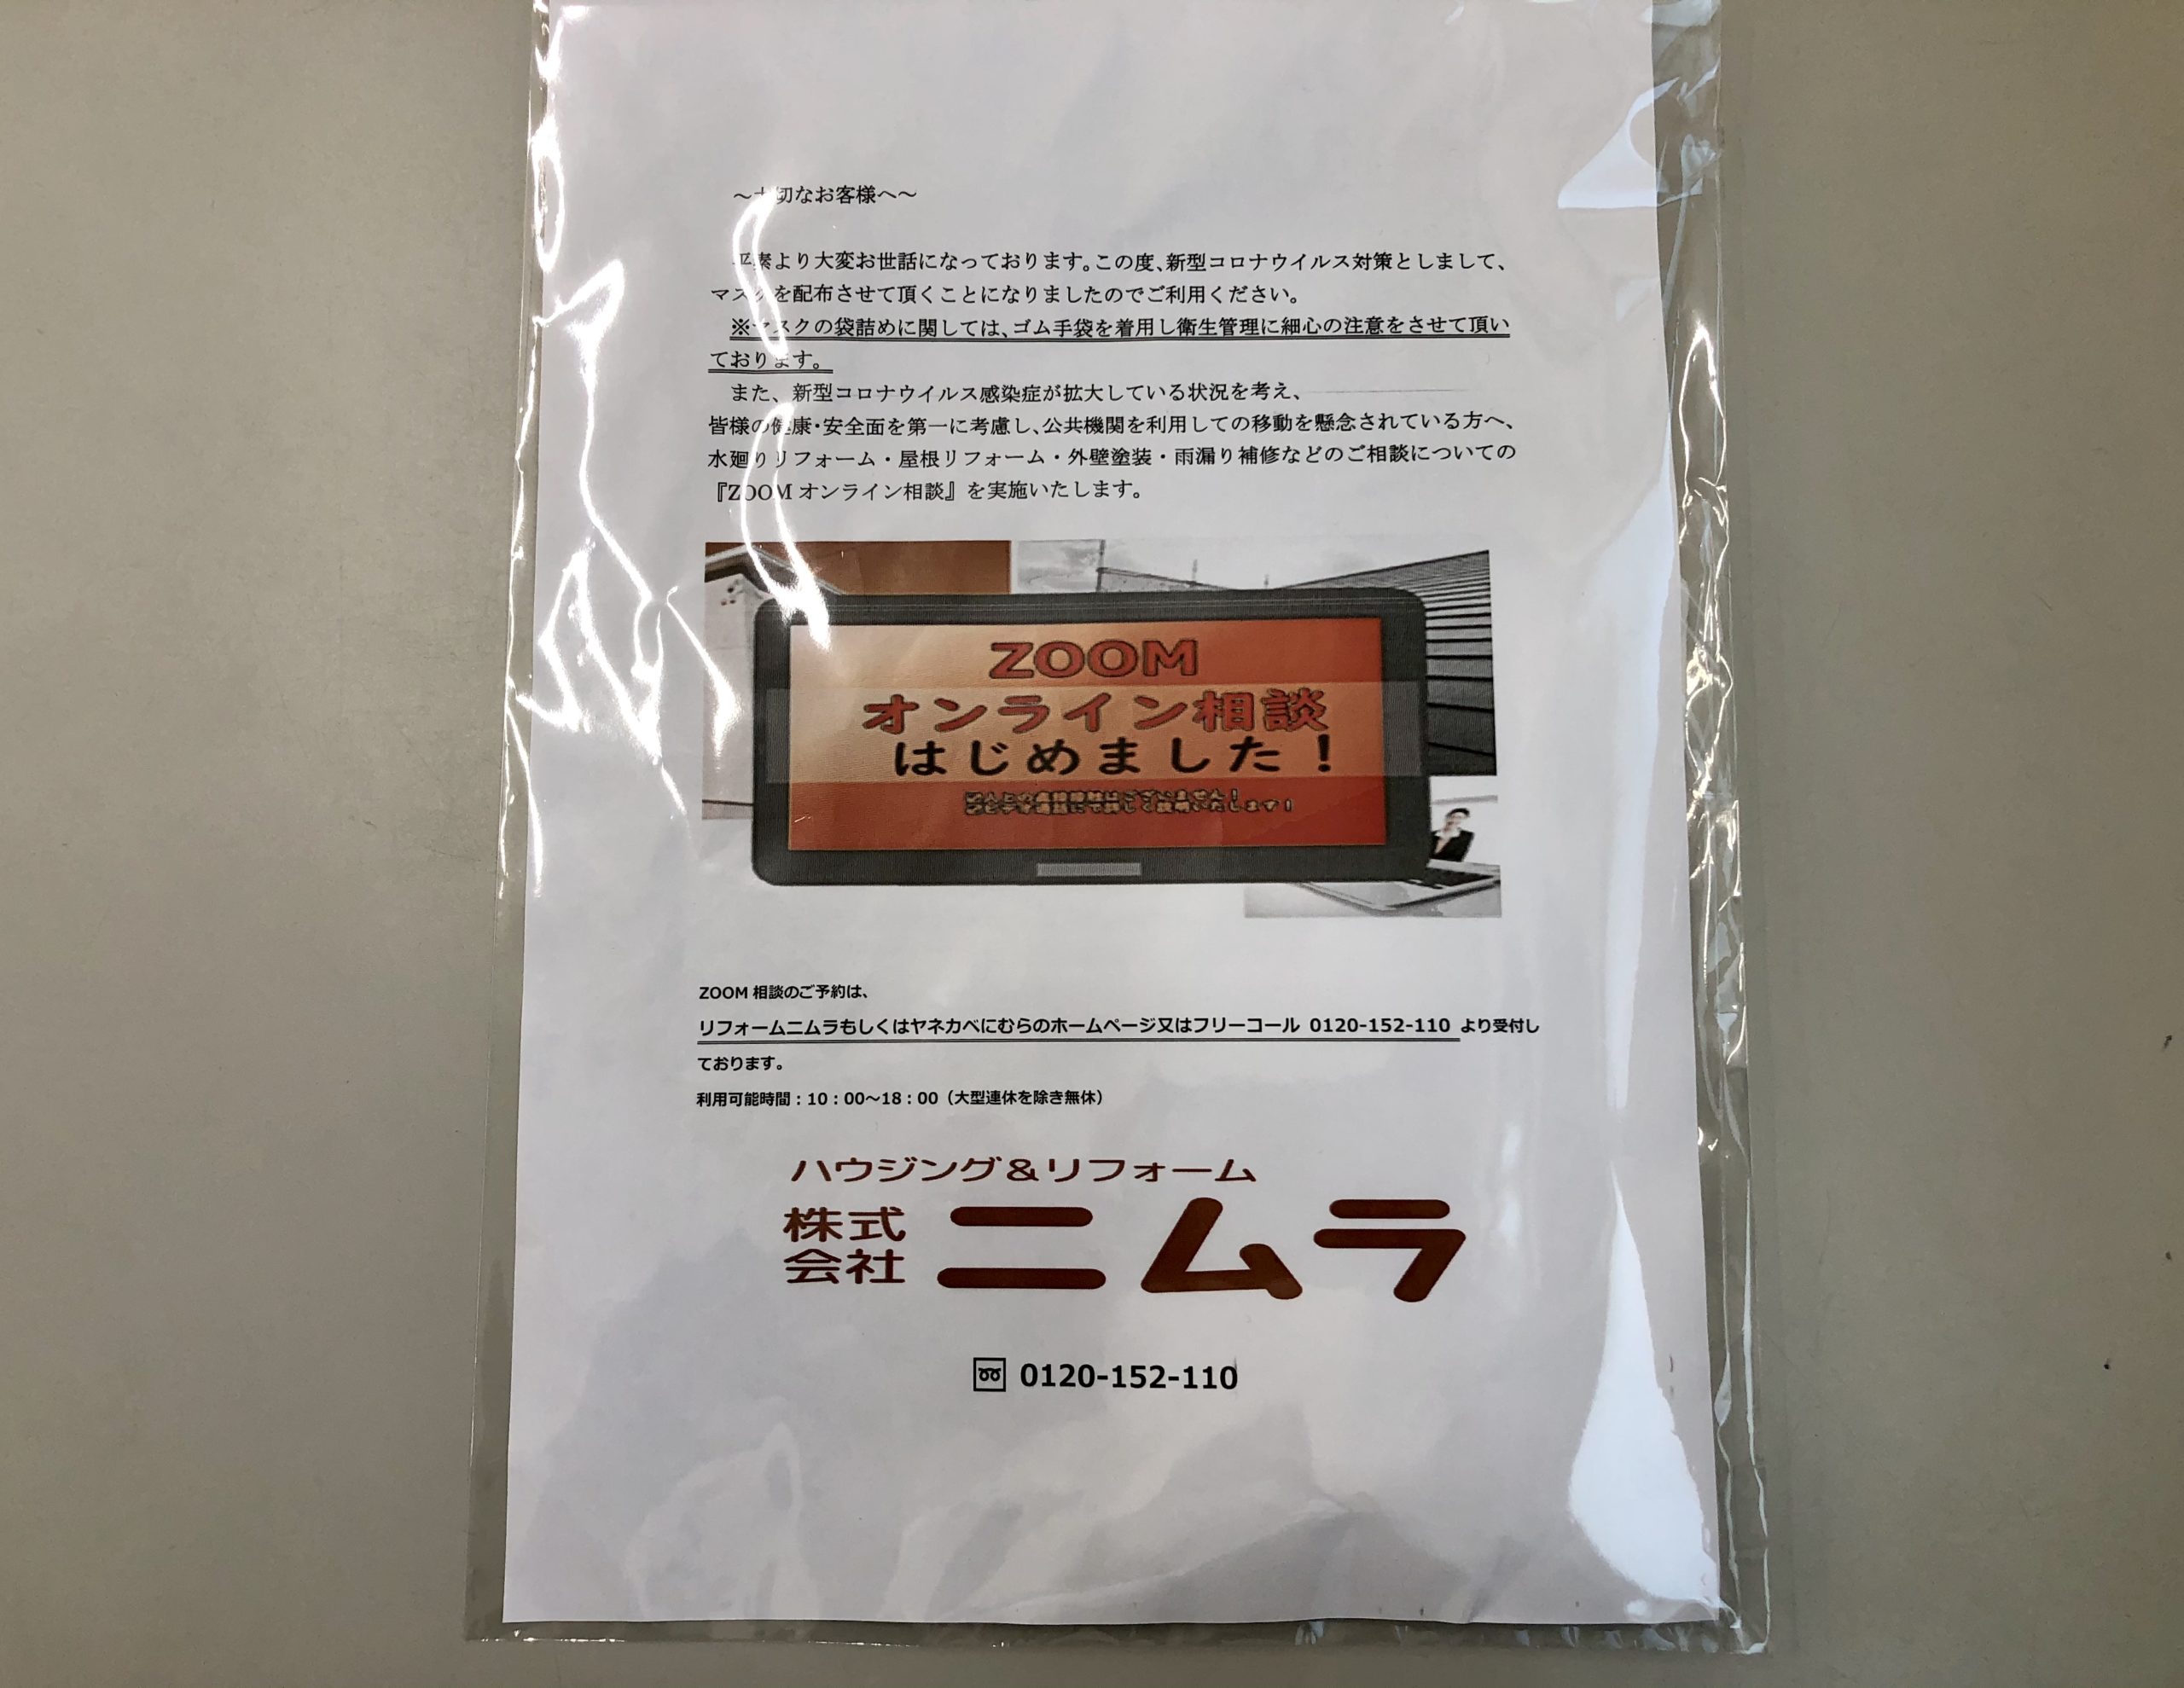 ～大切なお客様へ～
平素より大変お世話になっております。この度、新型コロナウイルス対策としまして、
マスクを配布させて頂くことになりましたのでご利用ください。
※マスクの袋詰めに関しては、ゴム手袋を着用し衛生管理に細心の注意をさせて頂い
ております。
また、新型コロナウイルス感染症が拡大している状況を考え、
皆様の健康・安全面を第一に考慮し、公共機関を利用しての移動を懸念されている方へ、
水廻りリフォーム・屋根リフォーム・外壁塗装・雨漏り補修などのご相談についての
『ZOOM オンライン相談』を実施いたします。
ZOOM
オンライン相談
はじめました！
ZOOM 相談のご予約は、
リフォームニムラもしくはヤネカベにむらのホームページ又はフリーコール 0120-152-110 より受付し
ております。
利用可能時間：10：00～18：00（大型連休を除き無休）
ハウジング＆リフォーム
株式会社 ニムラ
0120-152-110